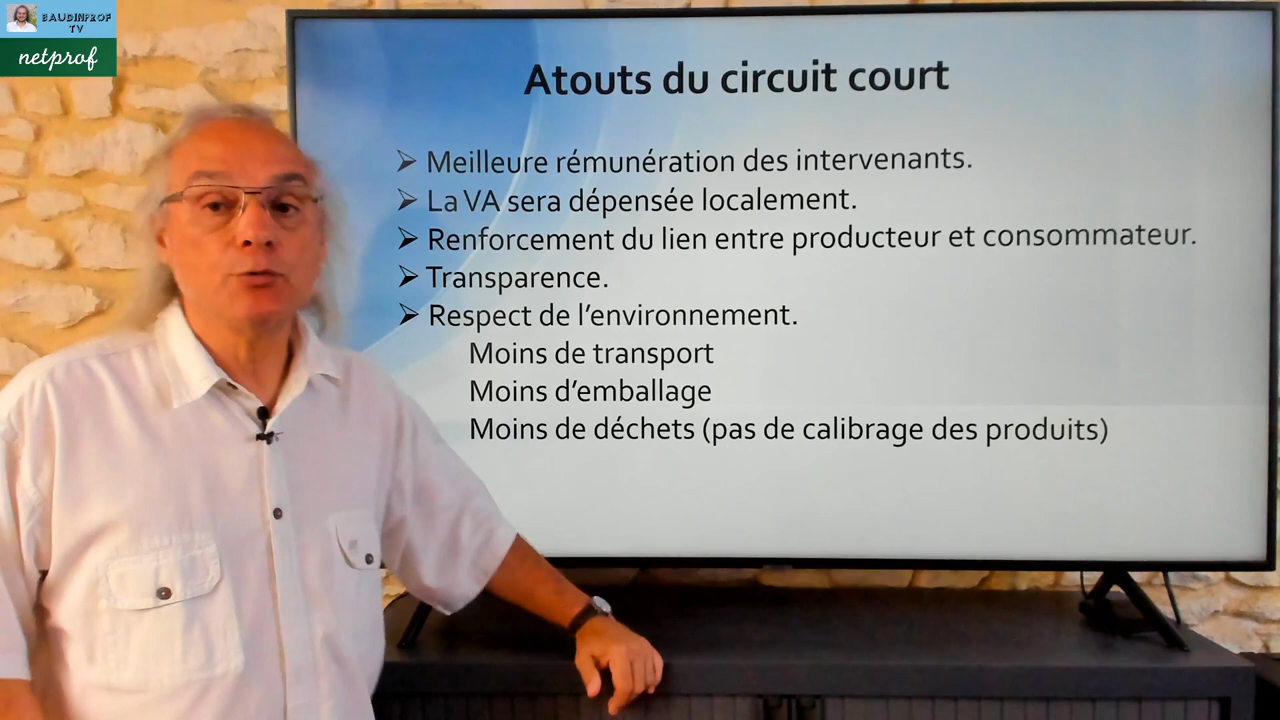 BAUDINPROF
TV
netprof
Atouts du circuit court
➢ Meilleure rémunération des intervenants.
➢ La VA sera dépensée localement.
➢ Renforcement du lien entre producteur et consommateur.
➢ Transparence.
➢ Respect de l’environnement.
Moins de transport
Moins d’emballage
Moins de déchets (pas de calibrage des produits)